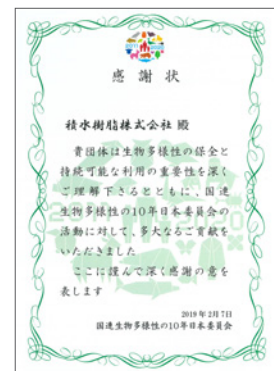 感謝状
積水樹脂株式会社 殿
貴団体は生物多様性の保全と
持続可能な利用の重要性を深く
ご理解下さるとともに、国連
生物多様性の10年日本委員会の
活動に対して、多大なるご貢献を
いただきました
ここに謹んで深く感謝の意を
表します
2019年2月7日
国連生物多様性の10年日本委員会